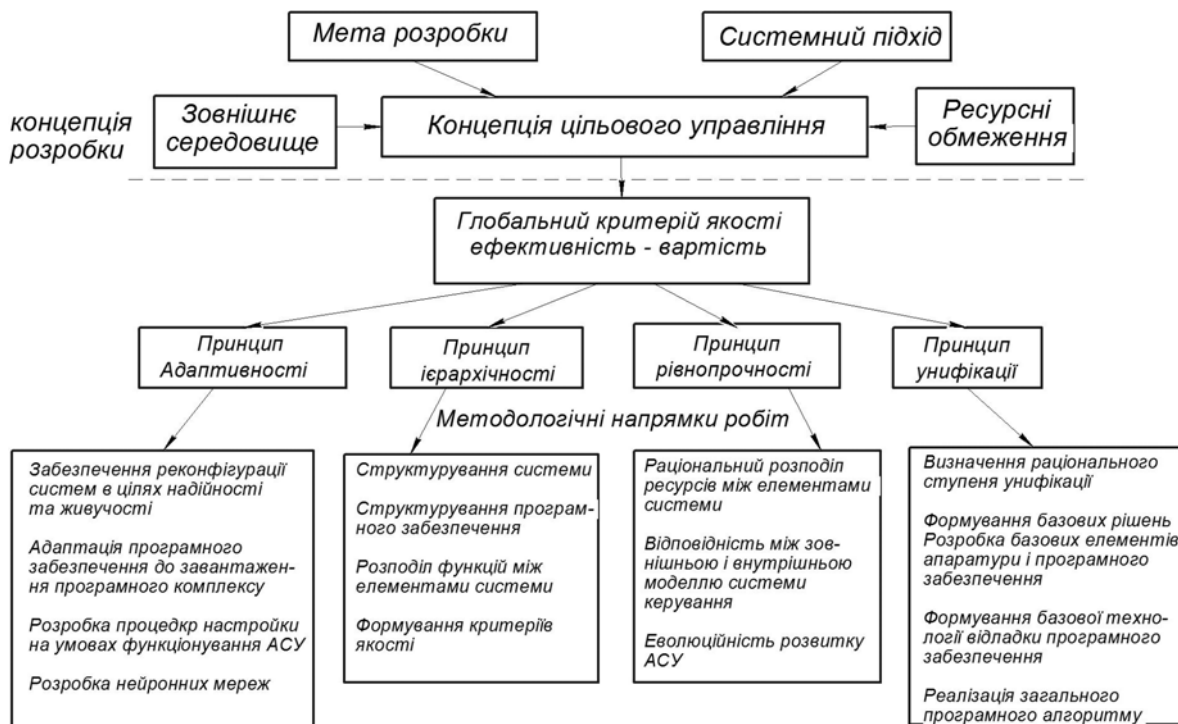 Мета розробки
Системний підхід
концепція
розробки
Зовнішнє
середовище
Концепція цільового управління
Ресурсні
обмеження
Глобальний критерій якості
ефективність - вартість
Принцип
Адаптивності
Принцип
ієрархічності
Принцип
рівнопрочності
Принцип
унифікації
Методологічні напрямки робіт
Забезпечення реконфігурації
систем в цілях надійності
та живучості
Адаптація програмного
забезпечення до завантажен-
ня програмного комплексу
Розробка процедкр настройки
на умовах функціонування АСУ
Розробка нейронних мереж
Структурування системи
Структурування програм-
ного забезпечення
Розподіл функцій між
елементами системи
Формування критеріїв
якості
Раціональний розподіл
ресурсів між елементами
системи
Відповідність між зов-
нішньою і внутрішньою
моделлю системи
керування
Еволюційність розвитку
АСУ
Визначення раціонального
ступеня унифікації
Формування базових рішень
Розробка базових елементів
апаратури і програмного
забезпечення
Формування базової техно-
логії відладки програмного
забезпечення
Реалізація загального
програмного алгоритму